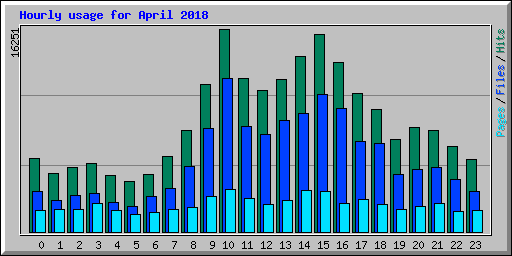 Hourly usage for April 2018
16251
Pages/Files/Hits
0 1 2 3 4 5 6 7 8 9 10 11 12 13 14 15 16 17 18 19 20 21 22 23